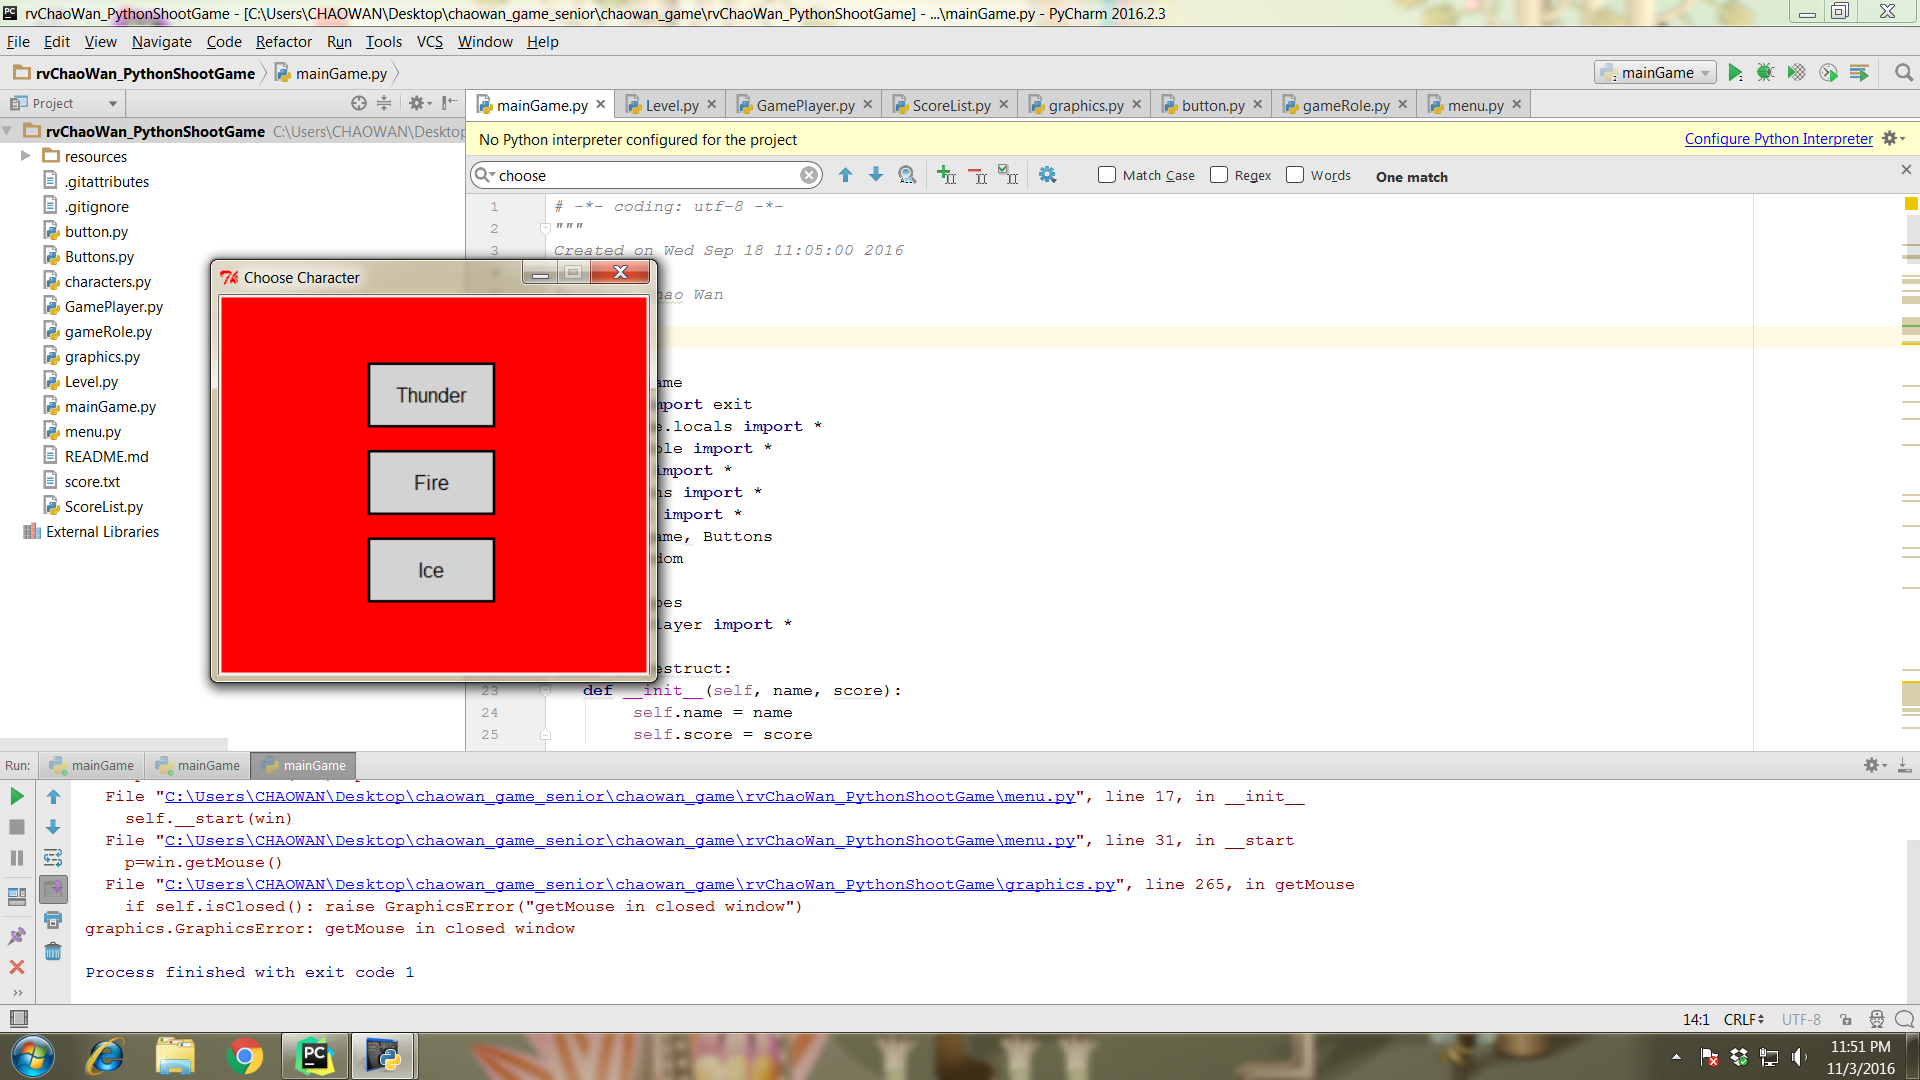 rvChaoWan_PythonShootGame - [C:\Users\CHAOWAN\Desktop\chaowan_game_senior\chaowan_game\rvChaoWan_PythonShootGame] - ...\mainGame.py - PyCharm 2016.2.3
File Edit View Navigate Code Refactor Run Tools VCS Window Help
rvChaoWan_PythonShootGame mainGame.py mainGame
Project
mainGame.py Level.py GamePlayer.py ScoreList.py graphics.py button.py gameRole.py menu.py
rvChaoWan_PythonShootGame C:\Users\CHAOWAN\Desktop
No Python interpreter configured for the project Configure Python Interpreter
choose Match Case Regex Words One match
resources
.gitattributes
.gitignore
button.py
Buttons.py
characters.py
GamePlayer.py
gameRole.py
graphics.py
Level.py
mainGame.py
menu.py
README.md
score.txt
ScoreList.py
External Libraries
1 # -*- coding: utf-8 -*-
2 """
3 Created on Wed Sep 18 11:05:00 2016
hao Wan
ame
mport exit
e.locals import *
ole import *
import *
ns import *
import *
ame, Buttons
dom
pes
layer import *
estruct:
23 def __init__(self, name, score):
24 self.name = name
25 self.score = score
Choose Character
Thunder
Fire
Ice
Run: mainGame mainGame mainGame
File "C:\Users\CHAOWAN\Desktop\chaowan_game_senior\chaowan_game\rvChaoWan_PythonShootGame\menu.py", line 17, in __init__
self.__start(win)
File "C:\Users\CHAOWAN\Desktop\chaowan_game_senior\chaowan_game\rvChaoWan_PythonShootGame\menu.py", line 31, in __start
p=win.getMouse()
File "C:\Users\CHAOWAN\Desktop\chaowan_game_senior\chaowan_game\rvChaoWan_PythonShootGame\graphics.py", line 265, in getMouse
if self.isClosed(): raise GraphicsError("getMouse in closed window")
graphics.GraphicsError: getMouse in closed window
Process finished with exit code 1
14:1 CRLF UTF-8
11:51 PM
11/3/2016